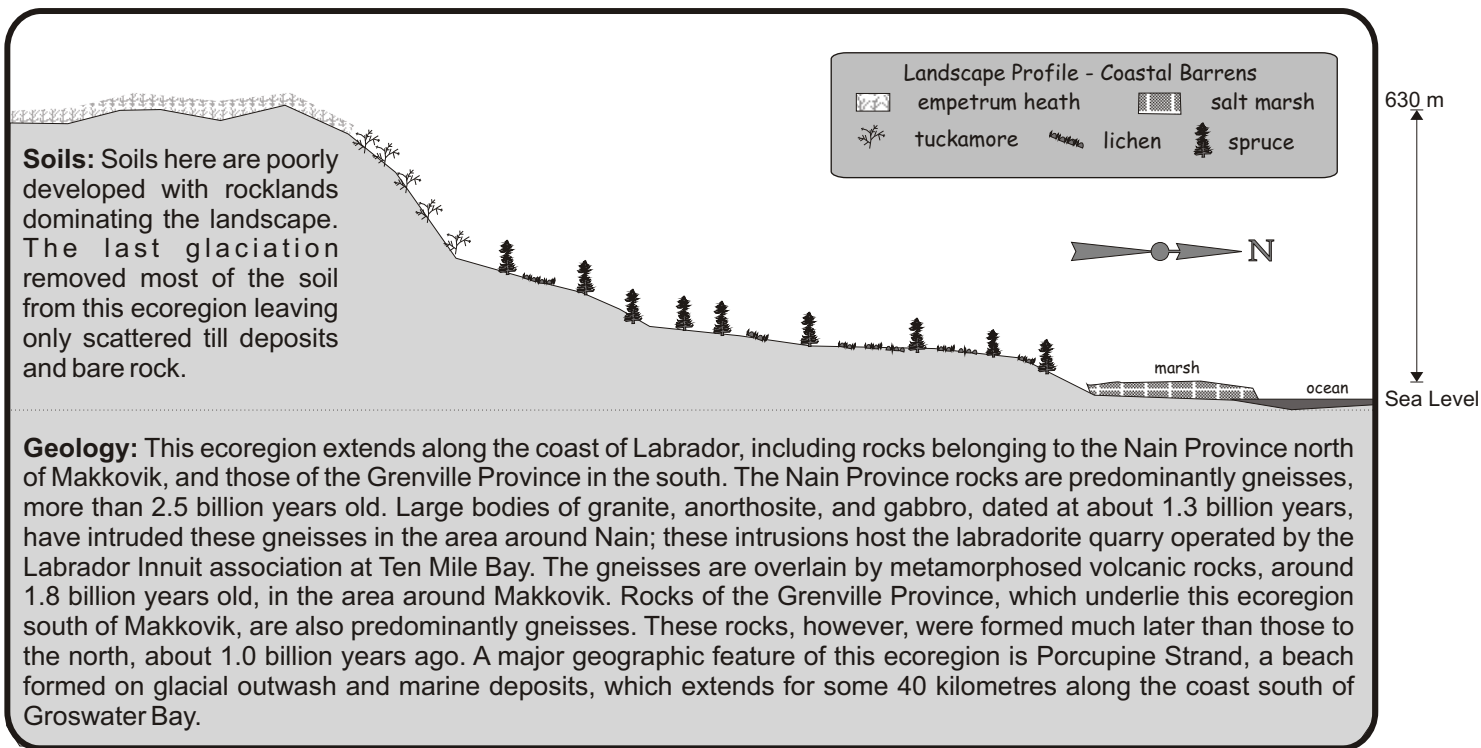 Landscape Profile - Coastal Barrens
empetrum heath
salt marsh
tuckamore
lichen
spruce
630 m
Soils: Soils here are poorly
developed with rocklands
dominating the landscape.
The last glaciation
removed most of the soil
from this ecoregion leaving
only scattered till deposits
and bare rock.
N
marsh
ocean
Sea Level
Geology: This ecoregion extends along the coast of Labrador, including rocks belonging to the Nain Province north
of Makkovik, and those of the Grenville Province in the south. The Nain Province rocks are predominantly gneisses,
more than 2.5 billion years old. Large bodies of granite, anorthosite, and gabbro, dated at about 1.3 billion years,
have intruded these gneisses in the area around Nain; these intrusions host the labradorite quarry operated by the
Labrador Innuit association at Ten Mile Bay. The gneisses are overlain by metamorphosed volcanic rocks, around
1.8 billion years old, in the area around Makkovik. Rocks of the Grenville Province, which underlie this ecoregion
south of Makkovik, are also predominantly gneisses. These rocks, however, were formed much later than those to
the north, about 1.0 billion years ago. A major geographic feature of this ecoregion is Porcupine Strand, a beach
formed on glacial outwash and marine deposits, which extends for some 40 kilometres along the coast south of
Groswater Bay.